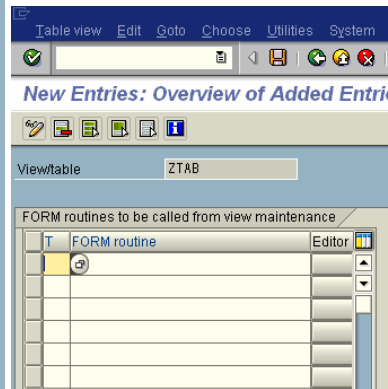 Table view Edit Goto Choose Utilities System
New Entries: Overview of Added Entri
View/table ZTAB
FORM routines to be called from view maintenance
T FORM routine Editor